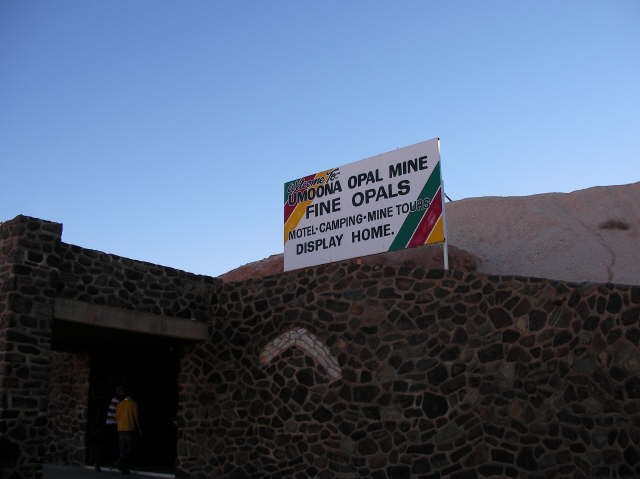 Welcome To
UMOONA OPAL MINE
FINE OPALS
MOTEL·CAMPING·MINE TOURS
DISPLAY HOME.